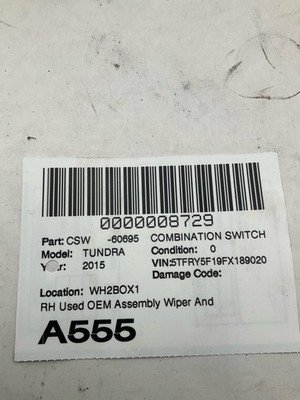 0000008729
Part: CSW -60695 COMBINATION SWITCH
Model: TUNDRA Condition: 0
Year: 2015 VIN:5TFRY5F19FX189020
Damage Code:
Location: WH2BOX1
RH Used OEM Assembly Wiper And
A555